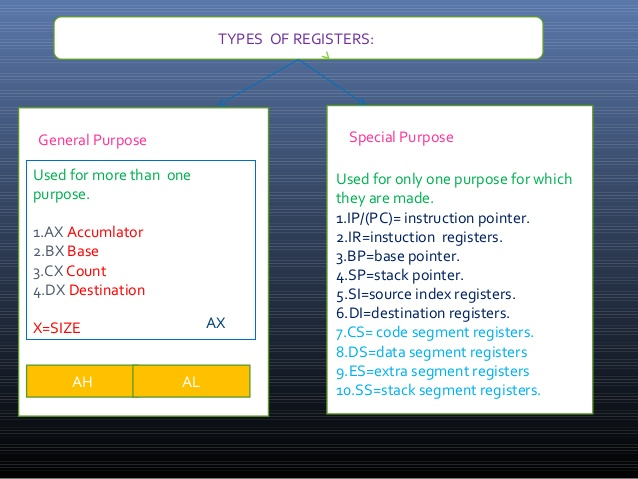 TYPES OF REGISTERS:
General Purpose
Used for more than one
purpose.
1.AX Accumlator
2.BX Base
3.CX Count
4.DX Destination
X=SIZE
AX
AH
AL
Special Purpose
Used for only one purpose for which
they are made.
1.IP/(PC)= instruction pointer.
2.IR=instuction registers.
3.BP=base pointer.
4.SP=stack pointer.
5.SI=source index registers.
6.DI=destination registers.
7.CS= code segment registers.
8.DS=data segment registers
9.ES=extra segment registers
10.SS=stack segment registers.